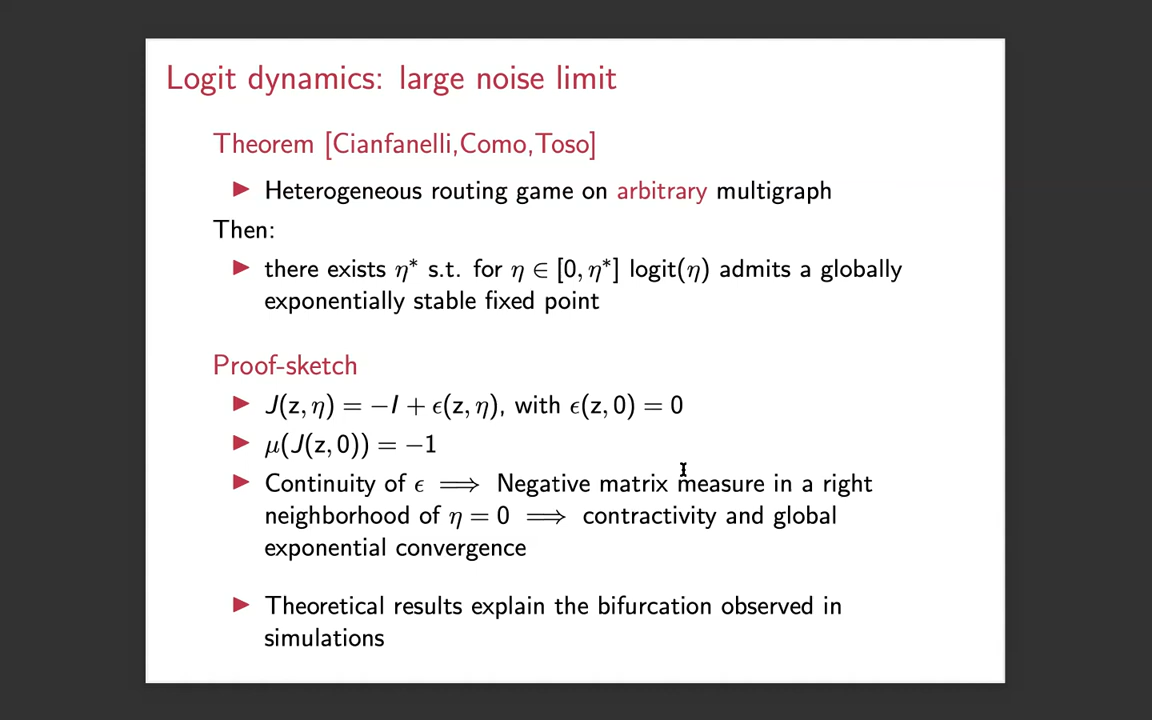 Logit dynamics: large noise limit
Theorem [Cianfanelli,Como,Toso]
▶ Heterogeneous routing game on arbitrary multigraph
Then:
▶ there exists η* s.t. for η ∈ [0, η*] logit(η) admits a globally
exponentially stable fixed point
Proof-sketch
▶ J(z, η) = −I + ϵ(z, η), with ϵ(z, 0) = 0
▶ μ(J(z, 0)) = −1
▶ Continuity of ϵ ⟹ Negative matrix measure in a right
neighborhood of η = 0 ⟹ contractivity and global
exponential convergence
▶ Theoretical results explain the bifurcation observed in
simulations